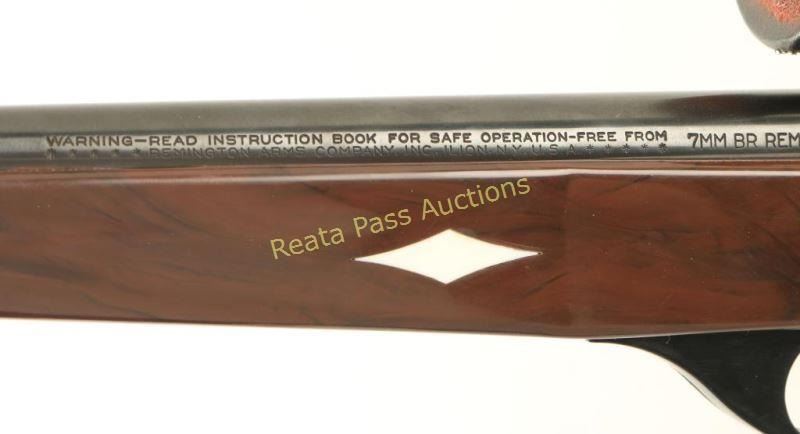 WARNING—READ INSTRUCTION BOOK FOR SAFE OPERATION-FREE FROM 7MM BR REM
* * * * * REMINGTON ARMS COMPANY, INC. ILION, N.Y. U.S.A. * * * * *
Reata Pass Auctions